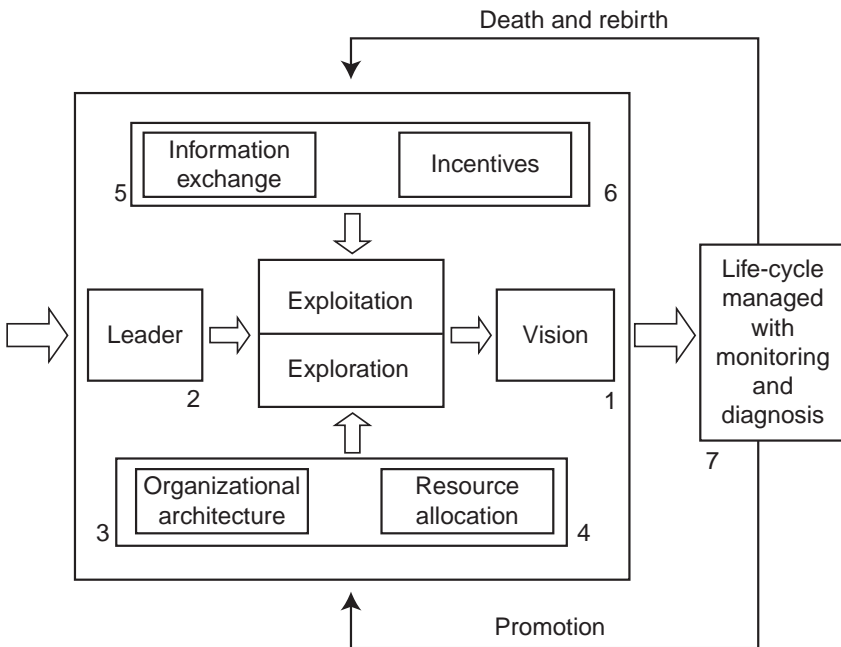 Death and rebirth
Information
exchange
Incentives
5
6
Leader
2
Exploitation
Exploration
Vision
1
Life-cycle
managed
with
monitoring
and
diagnosis
7
Organizational
architecture
Resource
allocation
3
4
Promotion